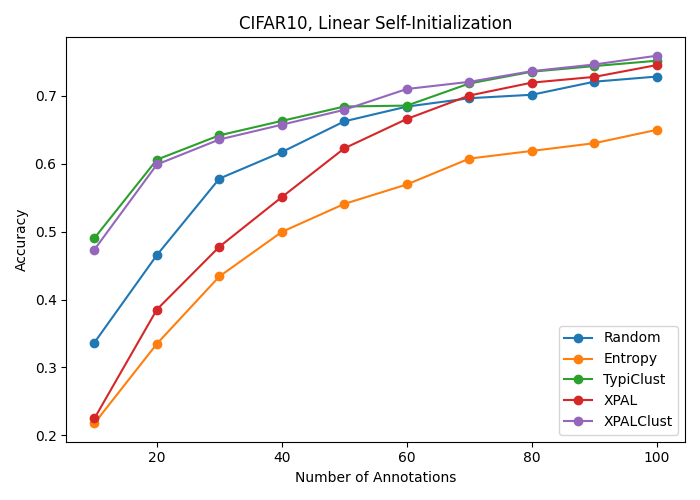 CIFAR10, Linear Self-Initialization
Accuracy
0.7
0.6
0.5
0.4
0.3
0.2
20
40
60
80
100
Number of Annotations
Random
Entropy
TypiClust
XPAL
XPALClust